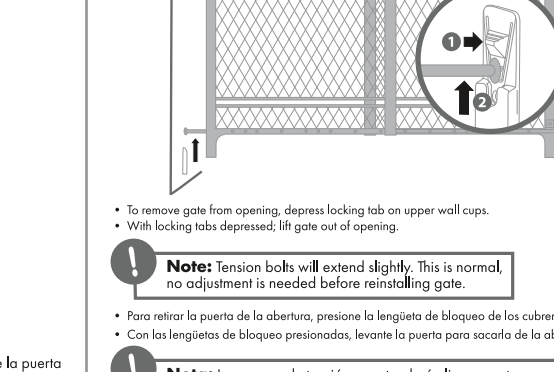 1
2
• To remove gate from opening, depress locking tab on upper wall cups.
• With locking tabs depressed; lift gate out of opening.
!
Note: Tension bolts will extend slightly. This is normal,
no adjustment is needed before reinstalling gate.
• Para retirar la puerta de la abertura, presione la lengüeta de bloqueo de los
• Con las lengüetas de bloqueo presionadas, levante la puerta para sacarla de la
la puerta
!